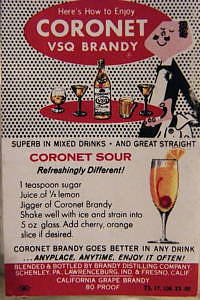 Here's How to Enjoy
CORONET
VSQ BRANDY
SUPERB IN MIXED DRINKS • AND GREAT STRAIGHT
CORONET SOUR
Refreshingly Different!
1 teaspoon sugar
Juice of ½ lemon
Jigger of Coronet Brandy
Shake well with ice and strain into
5 oz. glass. Add cherry, orange
slice if desired.
CORONET BRANDY GOES BETTER IN ANY DRINK
...ANYPLACE, ANYTIME, ENJOY IT OFTEN!
BLENDED & BOTTLED BY BRANDY DISTILLING COMPANY
SCHENLEY, PA., LAWRENCEBURG, IND. & FRESNO, CALIF.
CALIFORNIA GRAPE BRANDY
80 PROOF